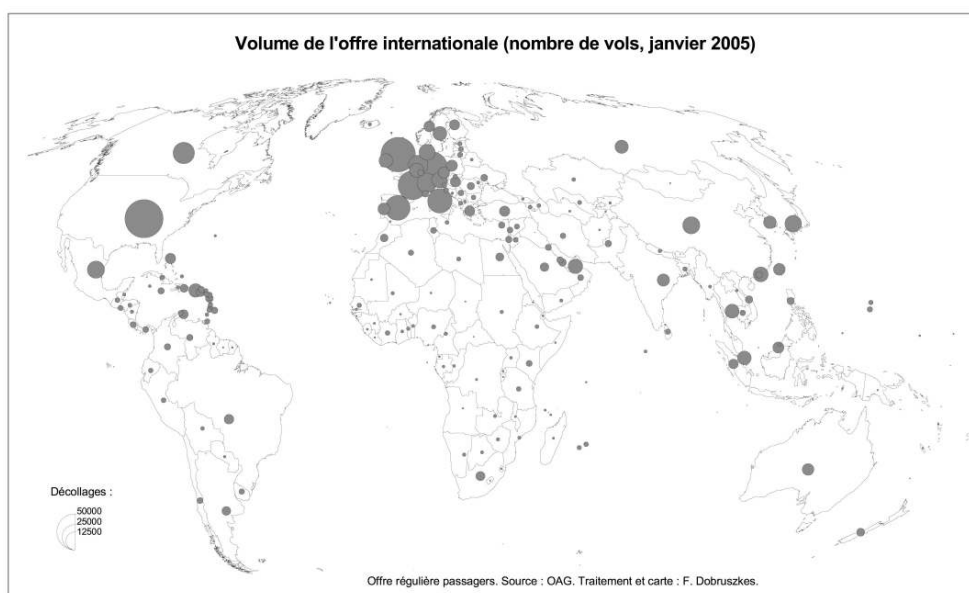 Volume de l'offre internationale (nombre de vols, janvier 2005)
Décollages :
50000
25000
12500
Offre régulière passagers. Source : OAG. Traitement et carte : F. Dobruszkes.